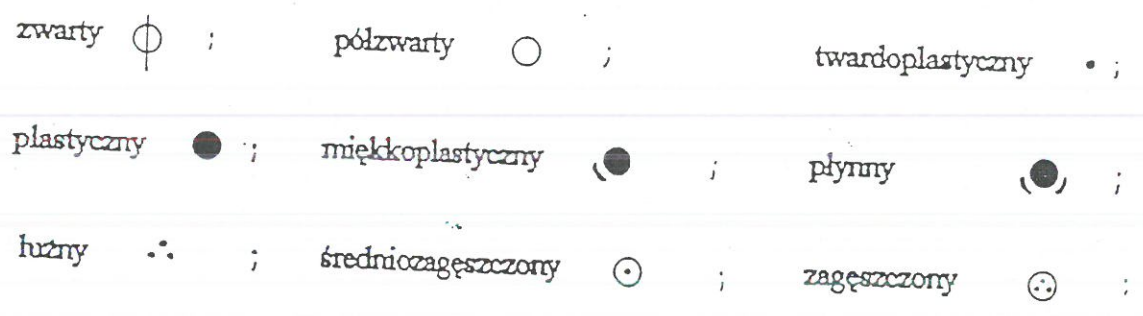 zwarty ; półzwarty ; twardoplastyczny ;
plastyczny ; miękkoplastyczny ; płynny ;
luźny ; średniozagęszczony ; zagęszczony ;